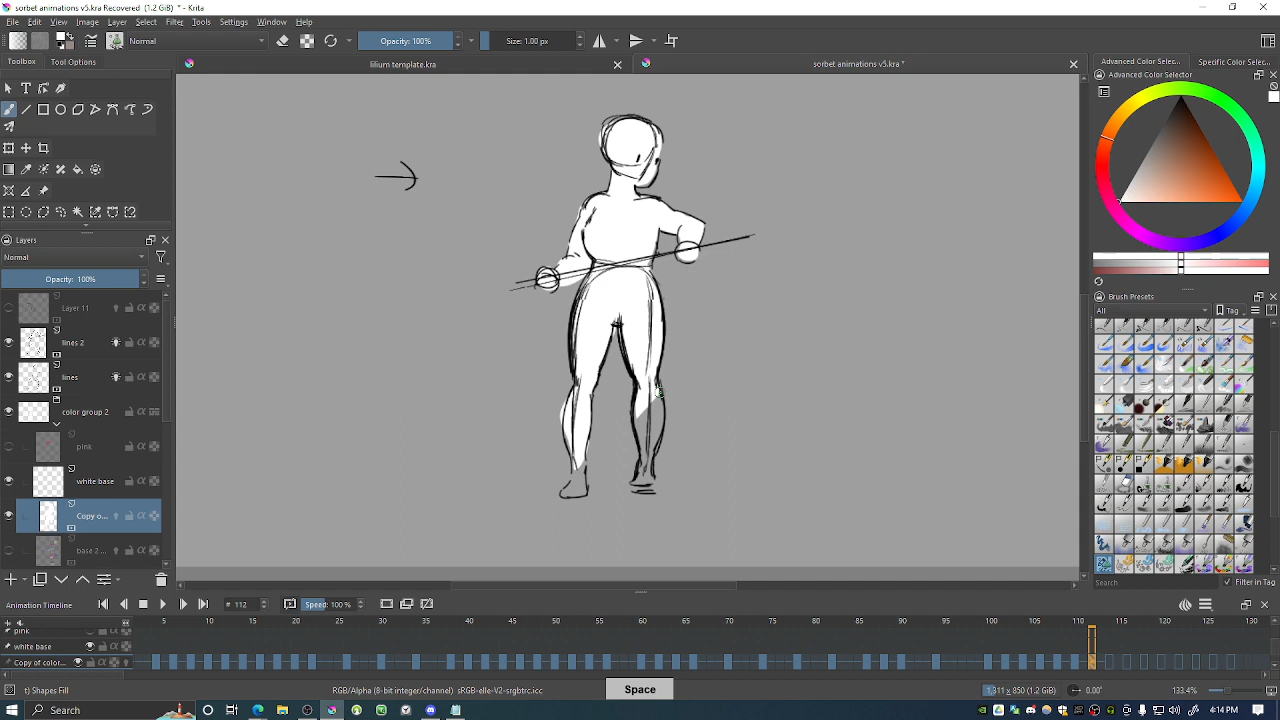 sorbet animations v5.kra Recovered (1.2 GiB) * - Krita
File Edit View Image Layer Select Filter Tools Settings Window Help
Normal
Opacity: 100%
Size: 1.00 px
Toolbox Tool Options
lilium template.kra
sorbet animations v5.kra *
Advanced Color Selec... Specific Color Selec...
Advanced Color Selector
Layers
Normal
Opacity: 100%
Layer 11
lines 2
lines
color group 2
pink
white base
Copy o...
base 2 ...
Brush Presets
All
Tag
Search
Filter in Tag
Animation Timeline
# 112
Speed: 100%
5 10 15 20 25 30 35 40 45 50 55 60 65 70 75 80 85 90 95 100 105 110 115 120 125 130
pink
white base
Copy of color...
t) Shapes Fill
RGB/Alpha (8-bit integer/channel) sRGB-elle-V2-srgbtrc.icc
Space
1,311 x 850 (1.2 GiB)
0.00°
133.4%
Search
4:14 PM